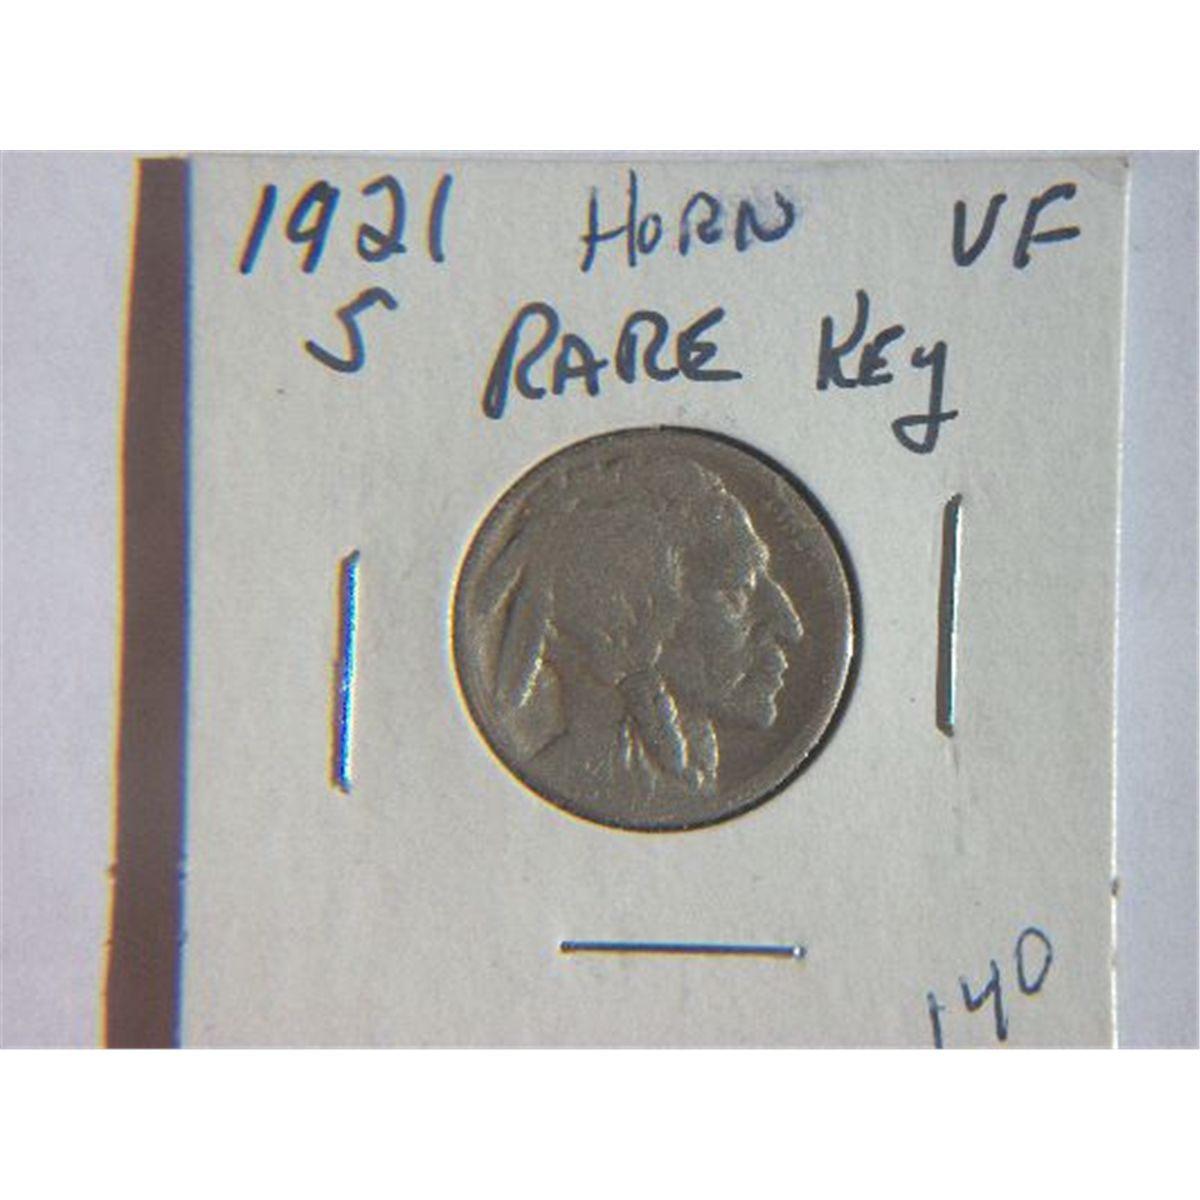 1921 HORN VF
S RARE KEY
140